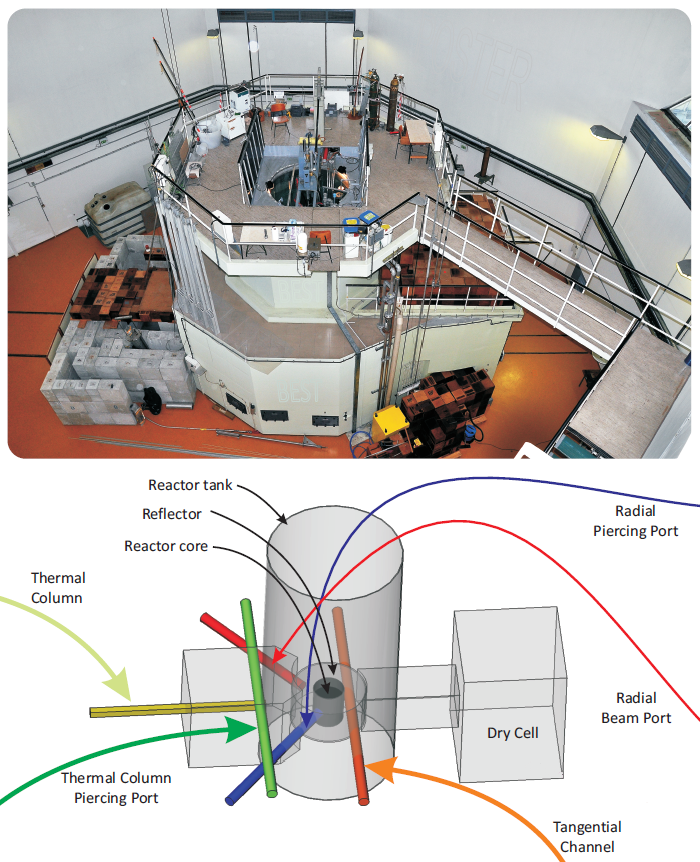 BEST
Reactor tank
Reflector
Reactor core
Radial
Piercing Port
Thermal
Column
Radial
Beam Port
Dry Cell
Thermal Column
Piercing Port
Tangential
Channel